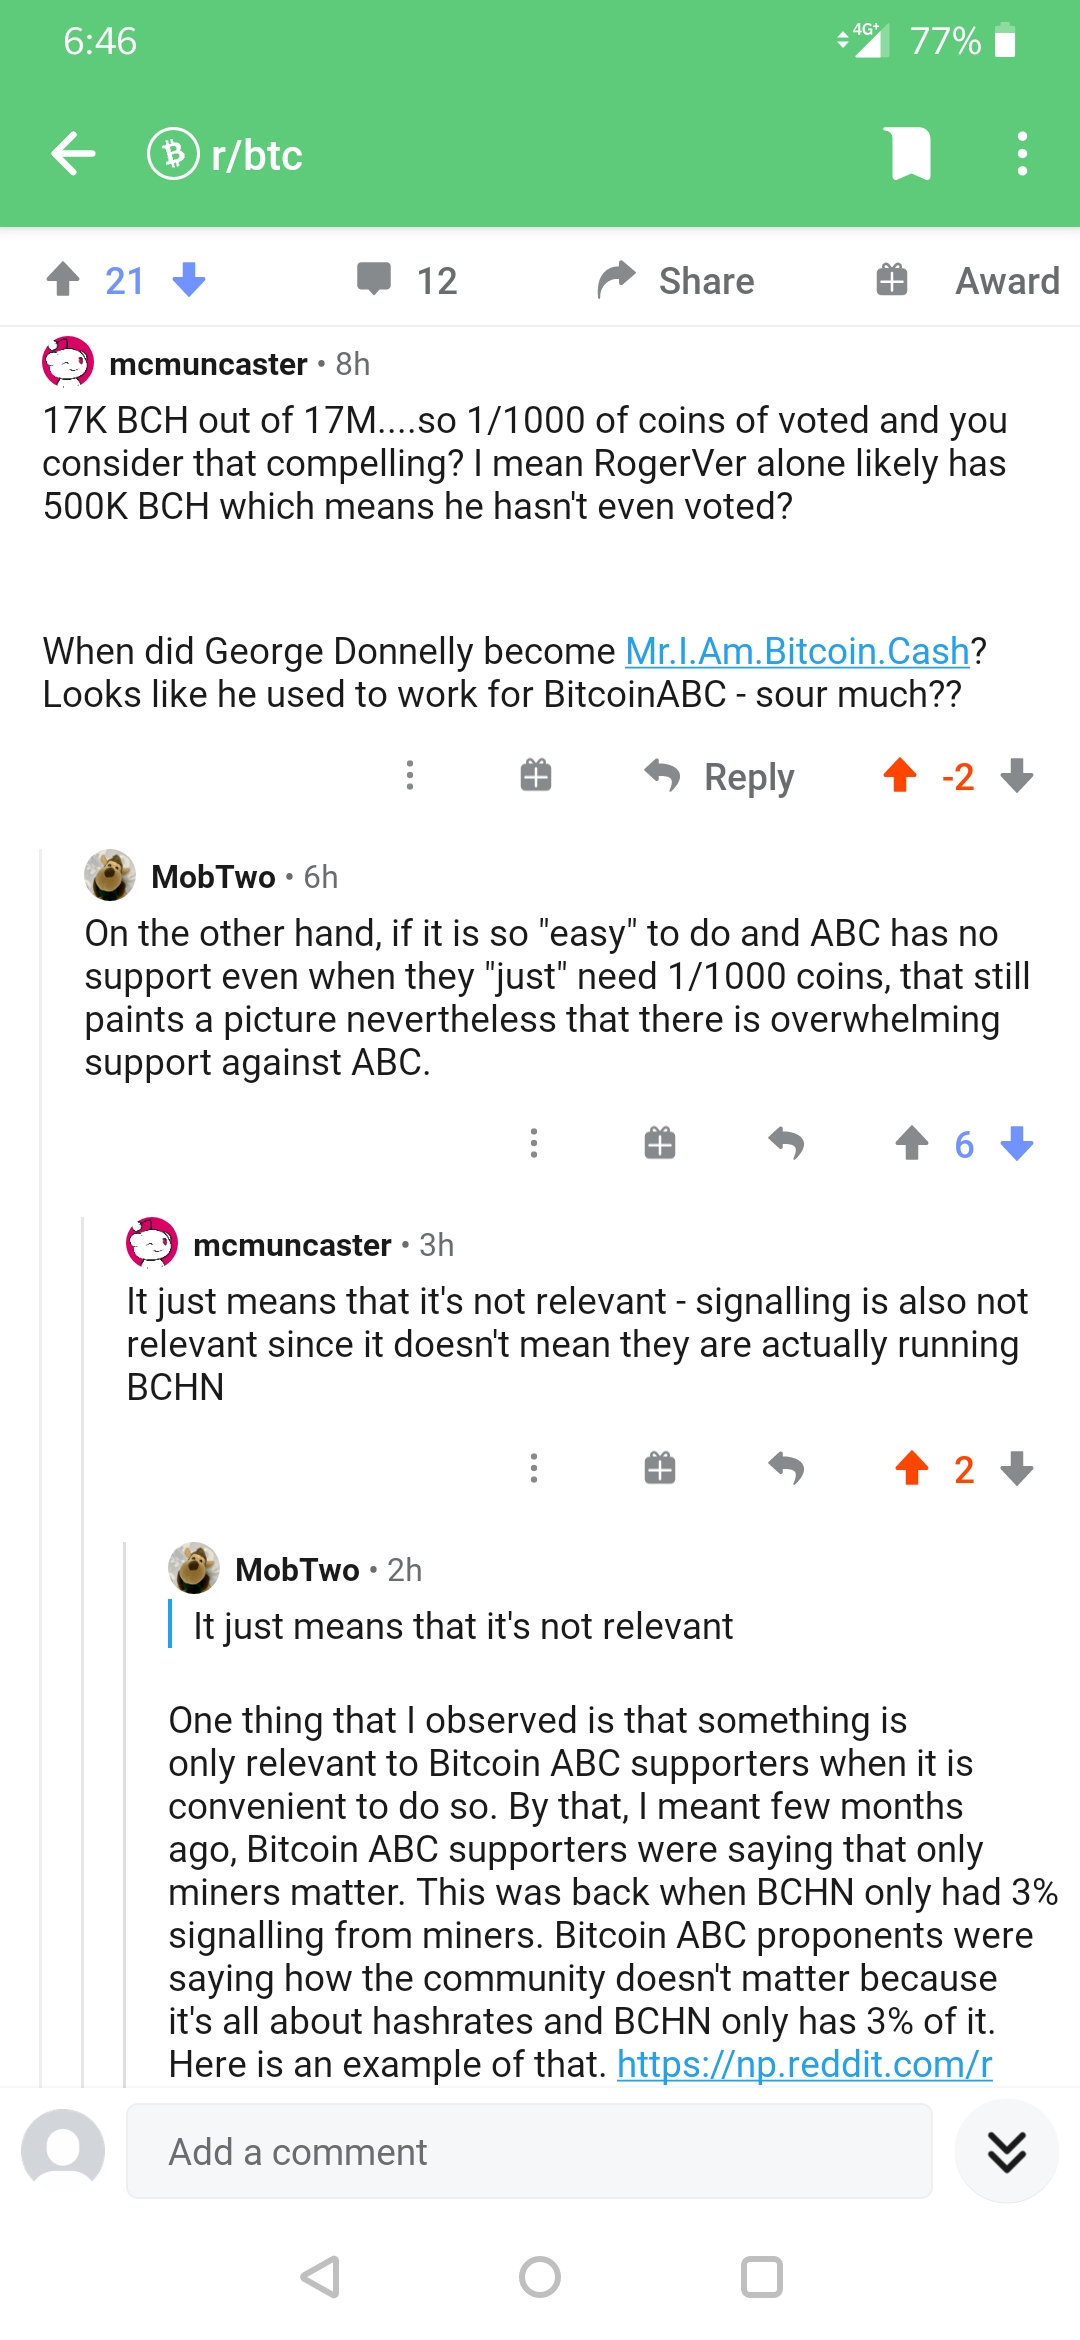 6:46
4G+ 77%
r/btc
21
12
Share
Award
mcmuncaster • 8h
17K BCH out of 17M....so 1/1000 of coins of voted and you
consider that compelling? I mean RogerVer alone likely has
500K BCH which means he hasn't even voted?
When did George Donnelly become Mr.I.Am.Bitcoin.Cash?
Looks like he used to work for BitcoinABC - sour much??
Reply
-2
MobTwo • 6h
On the other hand, if it is so "easy" to do and ABC has no
support even when they "just" need 1/1000 coins, that still
paints a picture nevertheless that there is overwhelming
support against ABC.
6
mcmuncaster • 3h
It just means that it's not relevant - signalling is also not
relevant since it doesn't mean they are actually running
BCHN
2
MobTwo • 2h
It just means that it's not relevant
One thing that I observed is that something is
only relevant to Bitcoin ABC supporters when it is
convenient to do so. By that, I meant few months
ago, Bitcoin ABC supporters were saying that only
miners matter. This was back when BCHN only had 3%
signalling from miners. Bitcoin ABC proponents were
saying how the community doesn't matter because
it's all about hashrates and BCHN only has 3% of it.
Here is an example of that. https://np.reddit.com/r
Add a comment